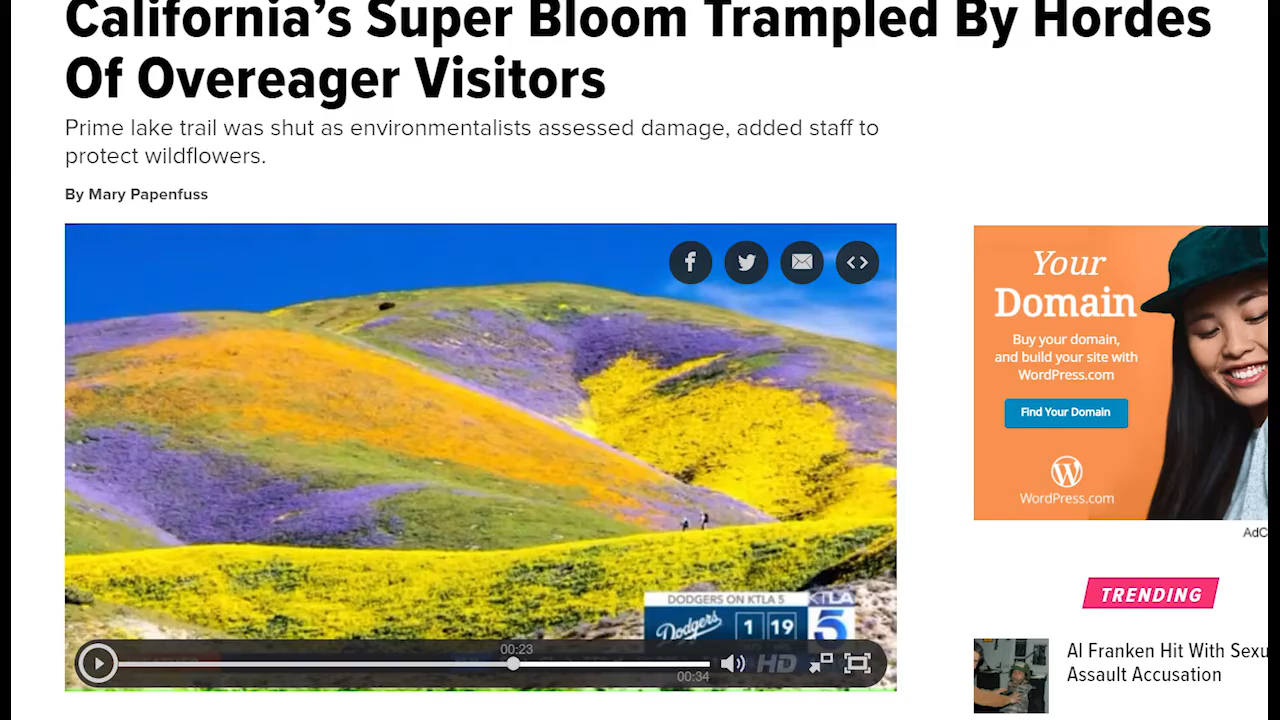 California's Super Bloom Trampled By Hordes
Of Overeager Visitors
Prime lake trail was shut as environmentalists assessed damage, added staff to
protect wildflowers.
By Mary Papenfuss
DODGERS ON KTLA 5
KTLA
Dodgers 1 19 5
00:23
HD
00:34
Your
Domain
Buy your domain,
and build your site with
WordPress.com
Find Your Domain
WordPress.com
AdC
TRENDING
Al Franken Hit With Sexu
Assault Accusation